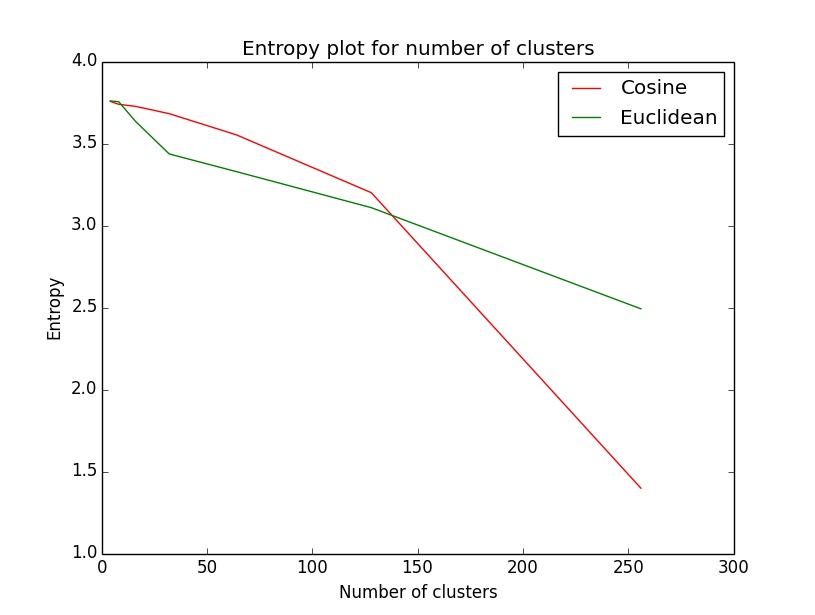 Entropy plot for number of clusters
Cosine
Euclidean
4.0
3.5
3.0
2.5
2.0
1.5
1.0
Entropy
0 50 100 150 200 250 300
Number of clusters